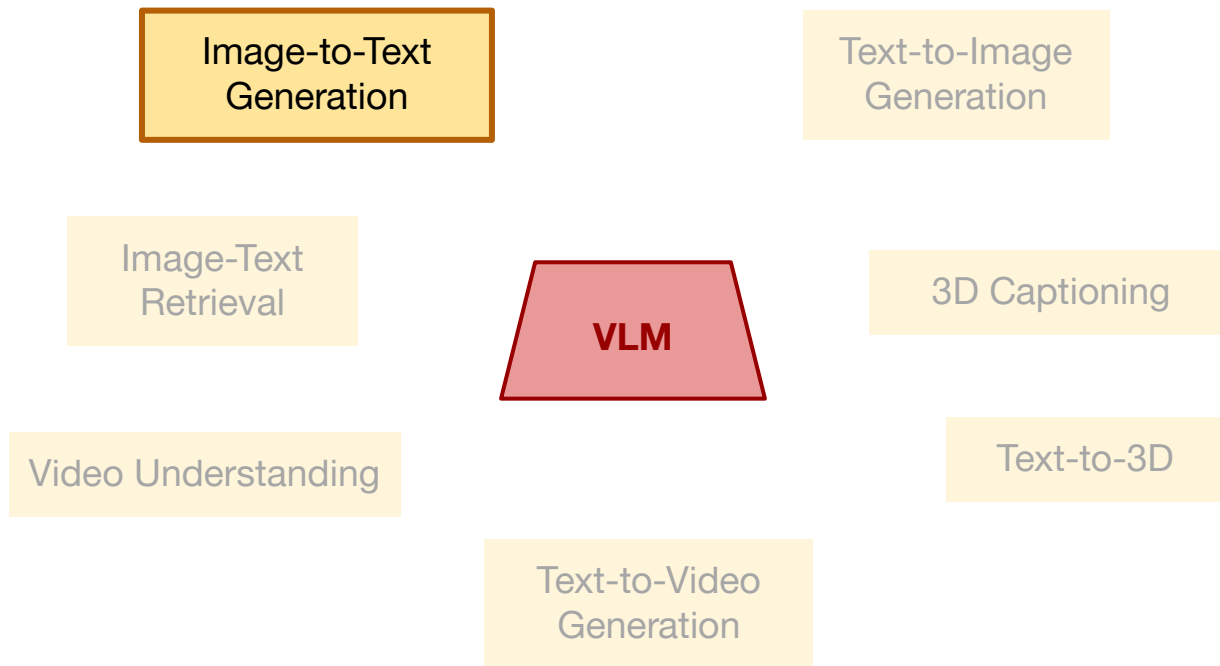 Image-to-Text
Generation
Text-to-Image
Generation
Image-Text
Retrieval
VLM
3D Captioning
Video Understanding
Text-to-3D
Text-to-Video
Generation